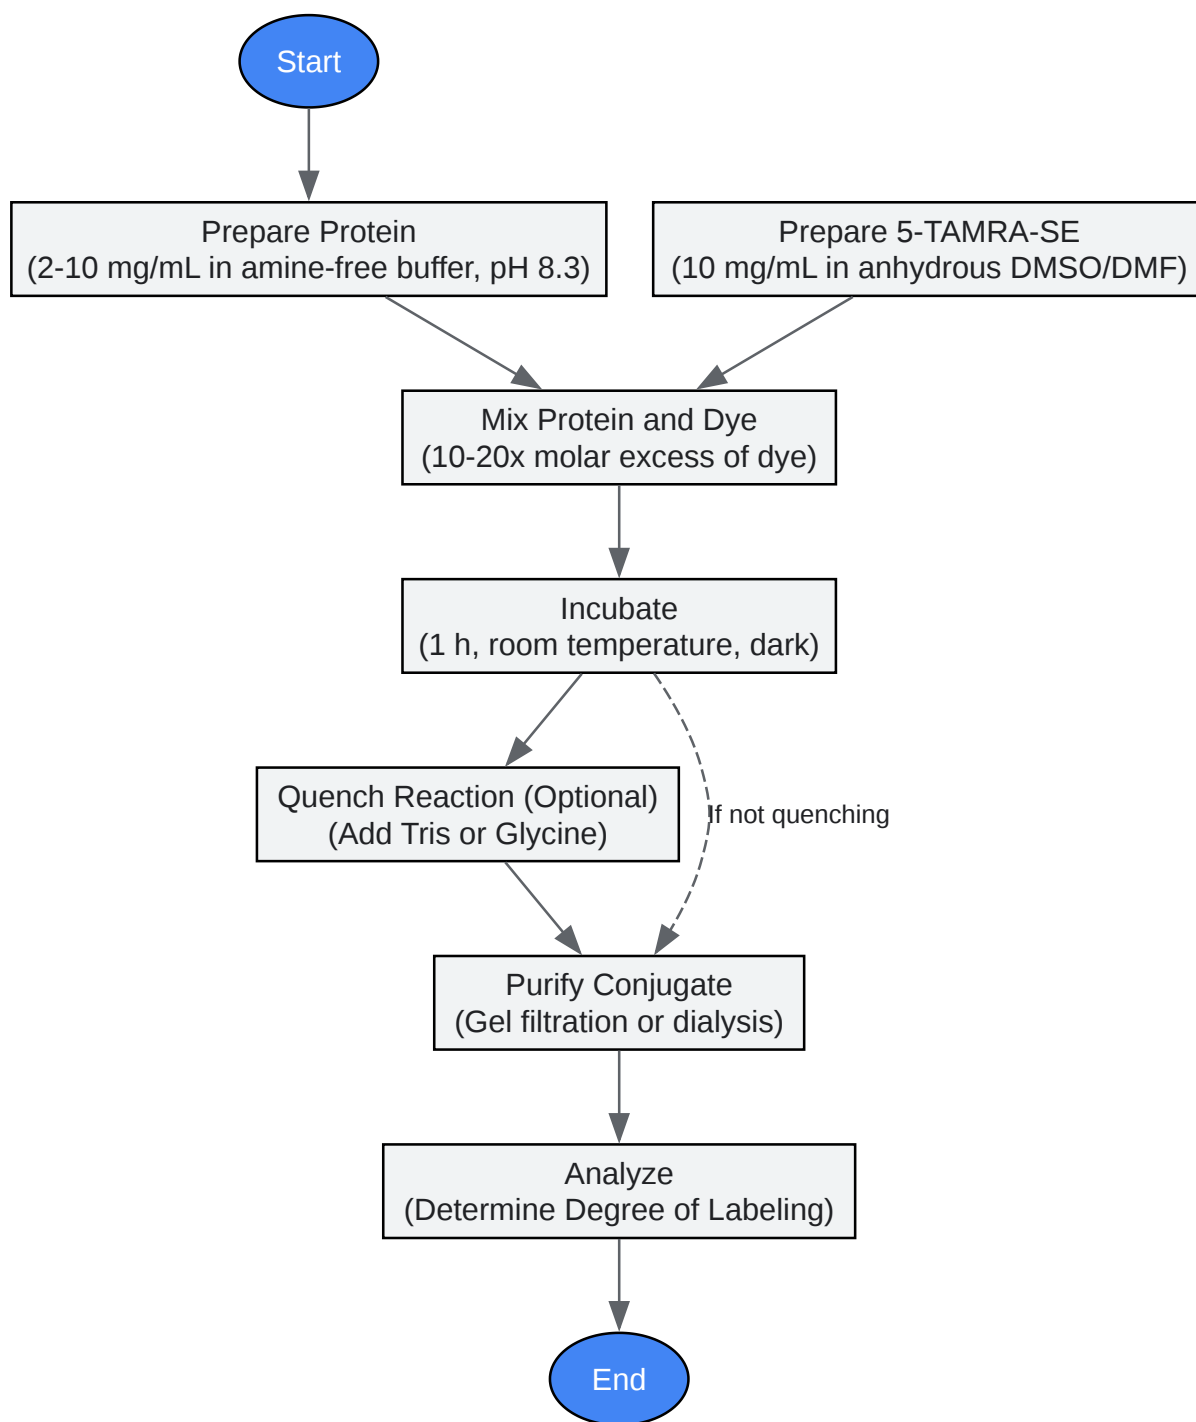 Start
Prepare Protein
(2-10 mg/mL in amine-free buffer, pH 8.3)
Prepare 5-TAMRA-SE
(10 mg/mL in anhydrous DMSO/DMF)
Mix Protein and Dye
(10-20x molar excess of dye)
Incubate
(1 h, room temperature, dark)
Quench Reaction (Optional)
(Add Tris or Glycine)
If not quenching
Purify Conjugate
(Gel filtration or dialysis)
Analyze
(Determine Degree of Labeling)
End